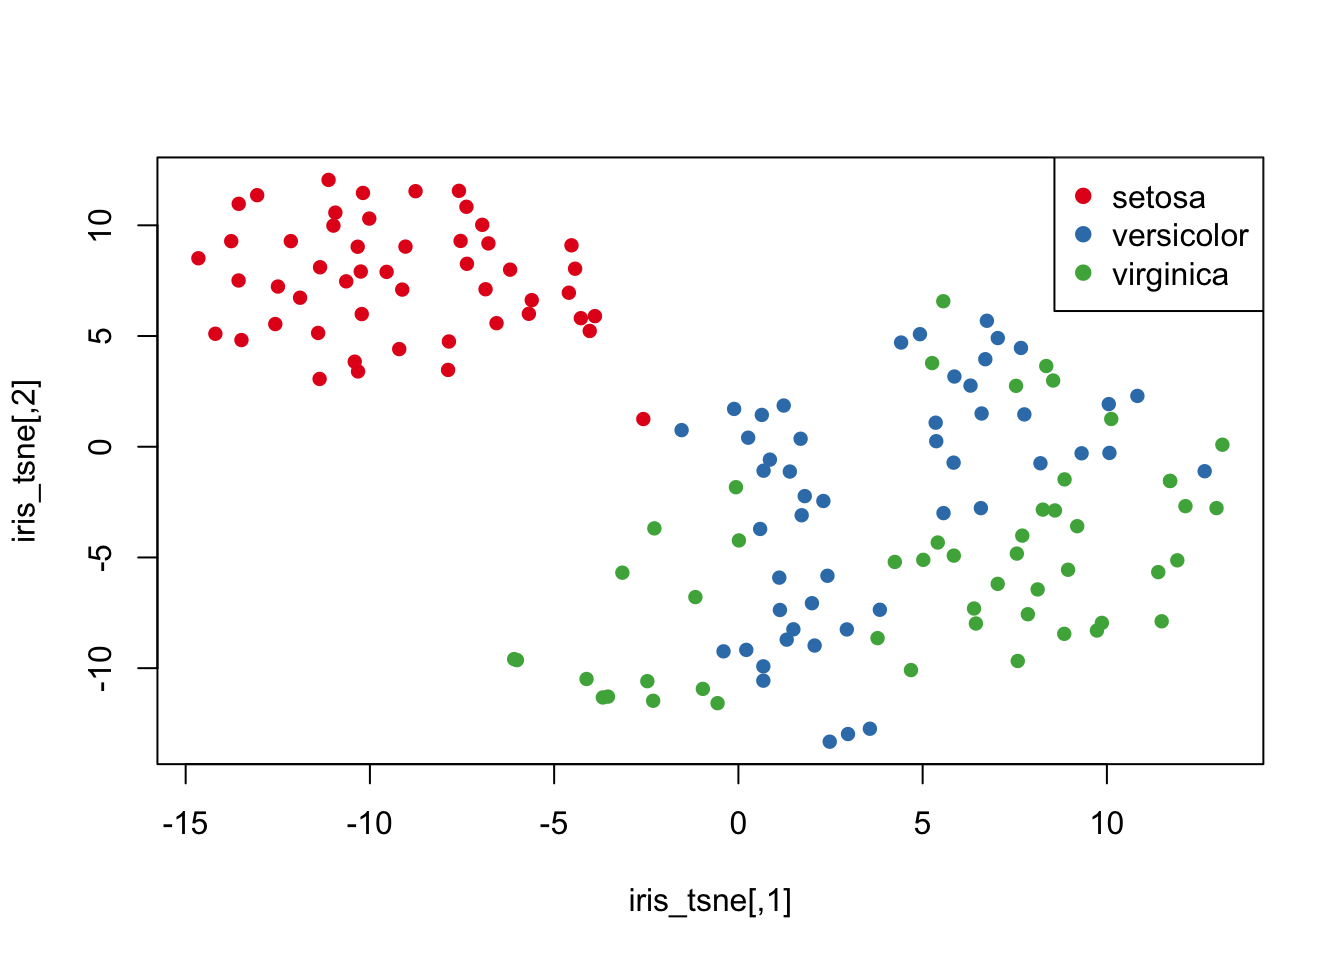 setosa
versicolor
virginica
10
5
0
-5
-10
iris_tsne[,2]
-15 -10 -5 0 5 10
iris_tsne[,1]